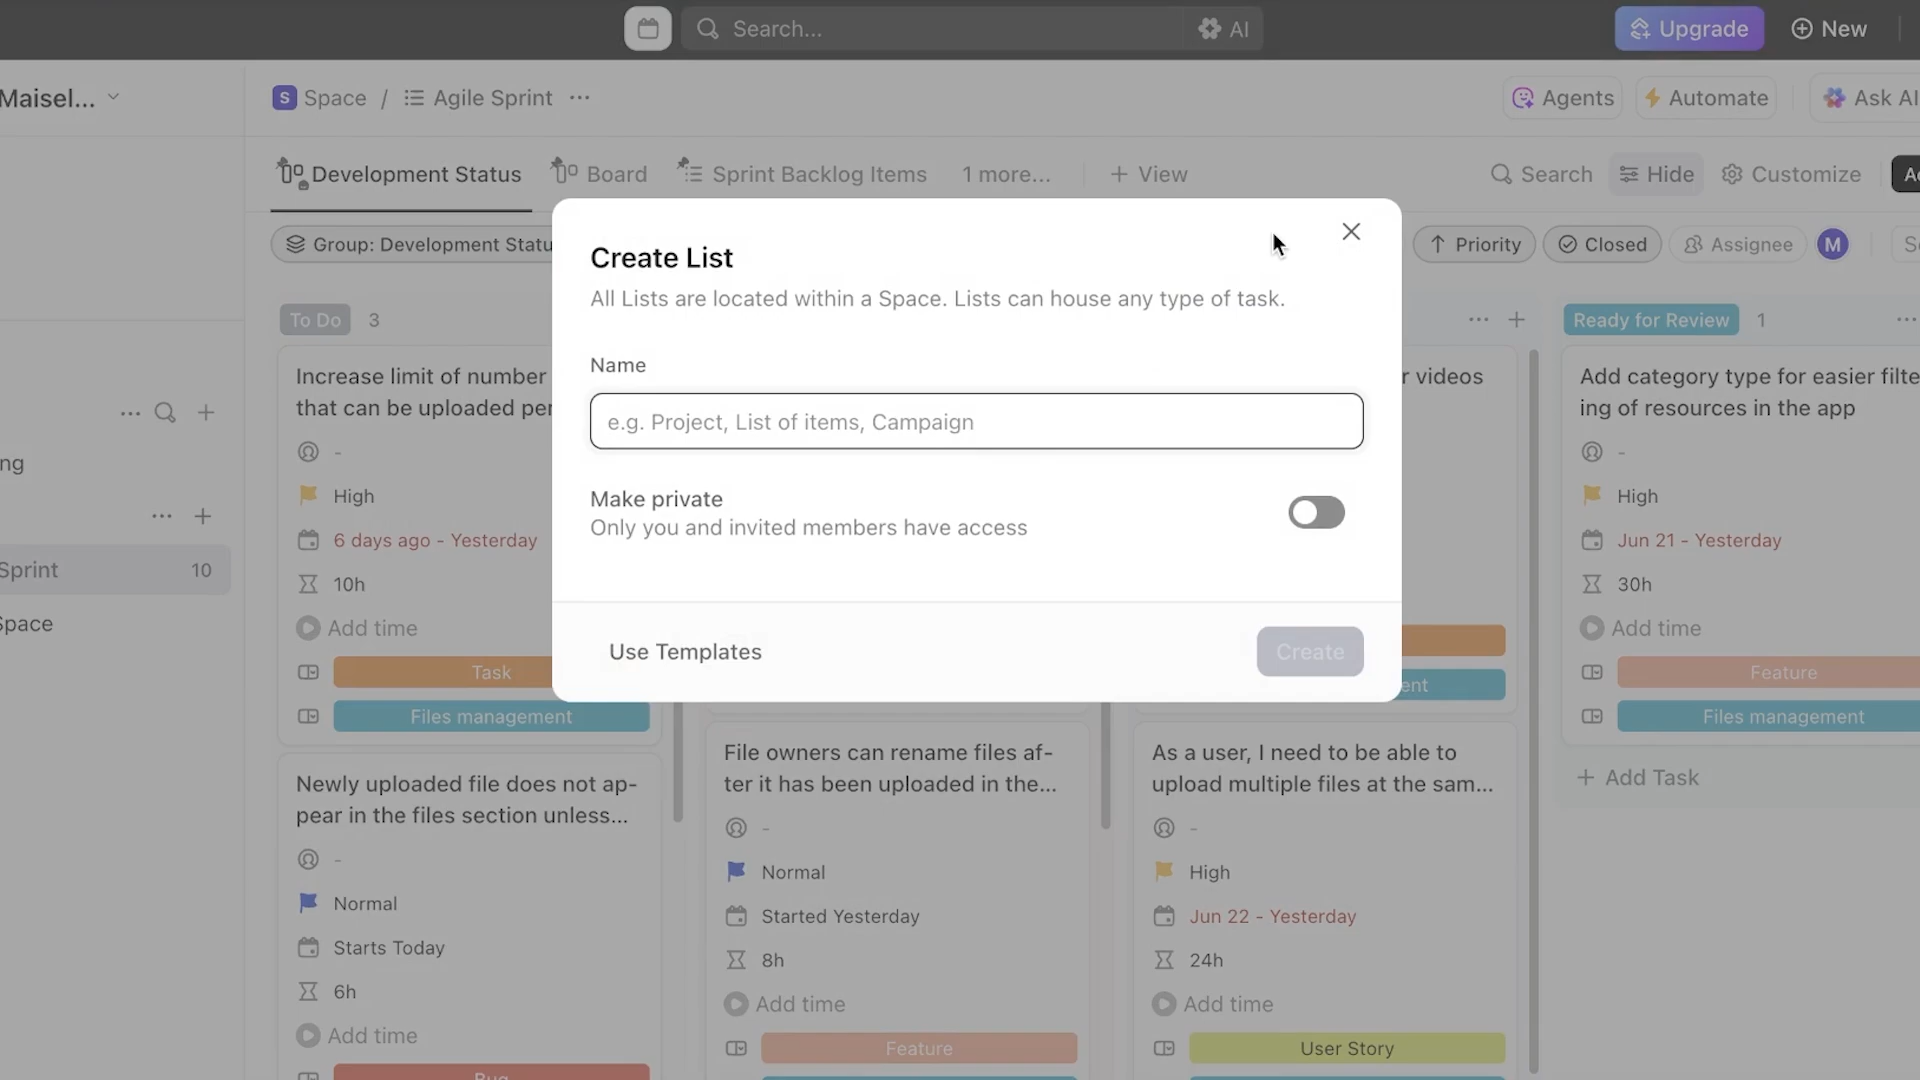 Search...
AI
Upgrade
New
Maisel...
S Space / Agile Sprint ...
Agents
Automate
Ask AI
Development Status
Board
Sprint Backlog Items
1 more...
+ View
Search
Hide
Customize
Group: Development Statu
Priority
Closed
Assignee
M
Create List
All Lists are located within a Space. Lists can house any type of task.
Name
e.g. Project, List of items, Campaign
Make private
Only you and invited members have access
Use Templates
Create
ng
Sprint 10
Space
To Do 3
Increase limit of number
that can be uploaded per
-
High
6 days ago - Yesterday
10h
Add time
Task
Files management
Newly uploaded file does not ap-
pear in the files section unless...
-
Normal
Starts Today
6h
Add time
Bug
File owners can rename files af-
ter it has been uploaded in the...
-
Normal
Started Yesterday
8h
Add time
Feature
r videos
ent
As a user, I need to be able to
upload multiple files at the sam...
-
High
Jun 22 - Yesterday
24h
Add time
User Story
Ready for Review 1
Add category type for easier filte
ing of resources in the app
-
High
Jun 21 - Yesterday
30h
Add time
Feature
Files management
+ Add Task